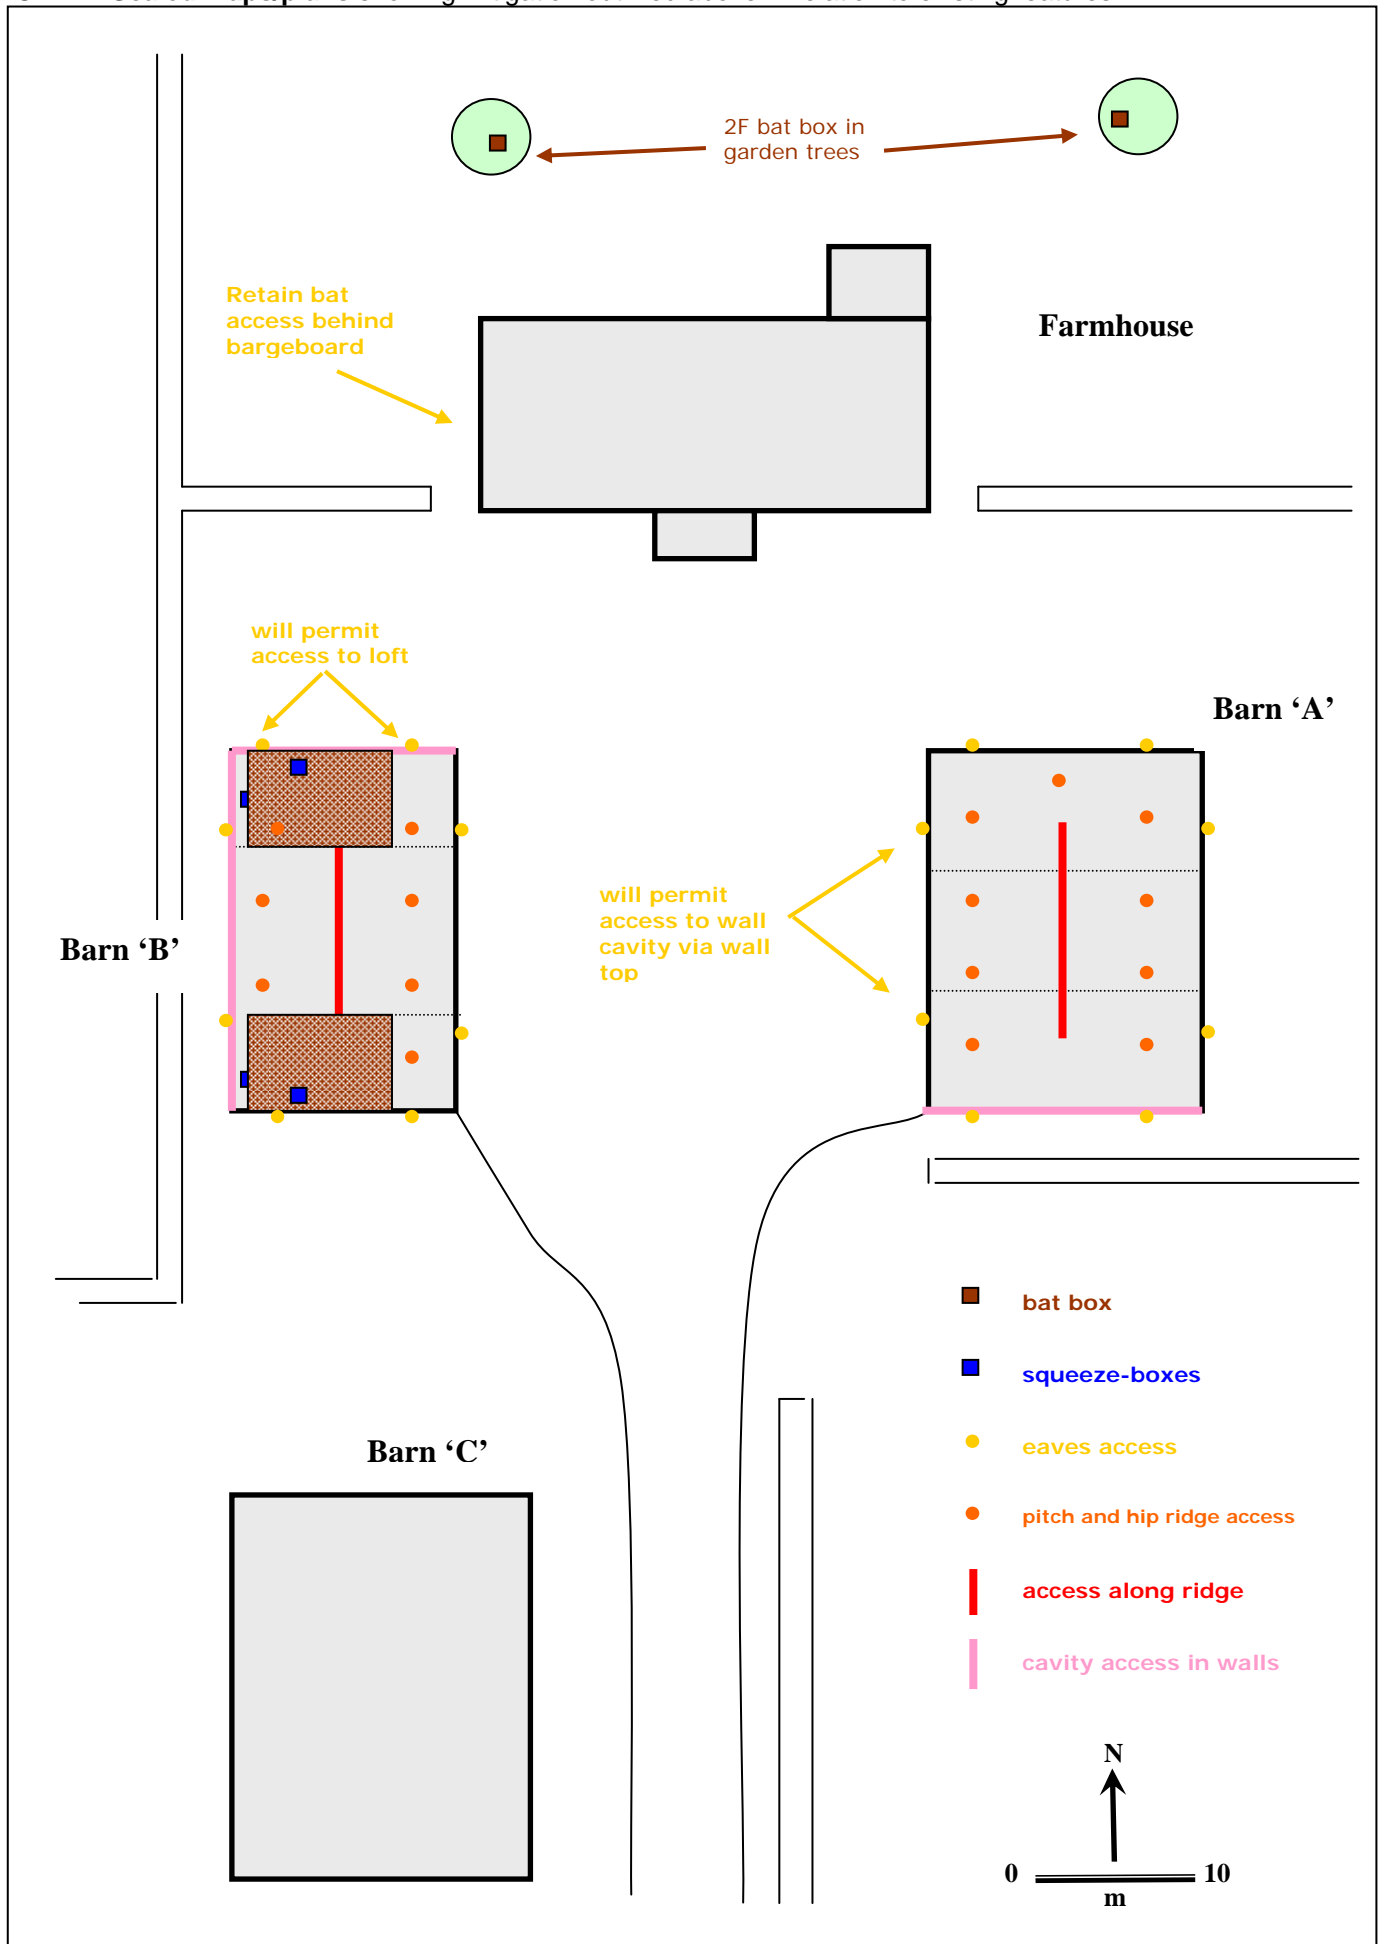 2F bat box in
garden trees
Retain bat
access behind
bargeboard
Farmhouse
will permit
access to loft
Barn ‘A’
will permit
access to wall
cavity via wall
top
Barn ‘B’
bat box
squeeze-boxes
eaves access
Barn ‘C’
pitch and hip ridge access
access along ridge
cavity access in walls
N
0 10
m